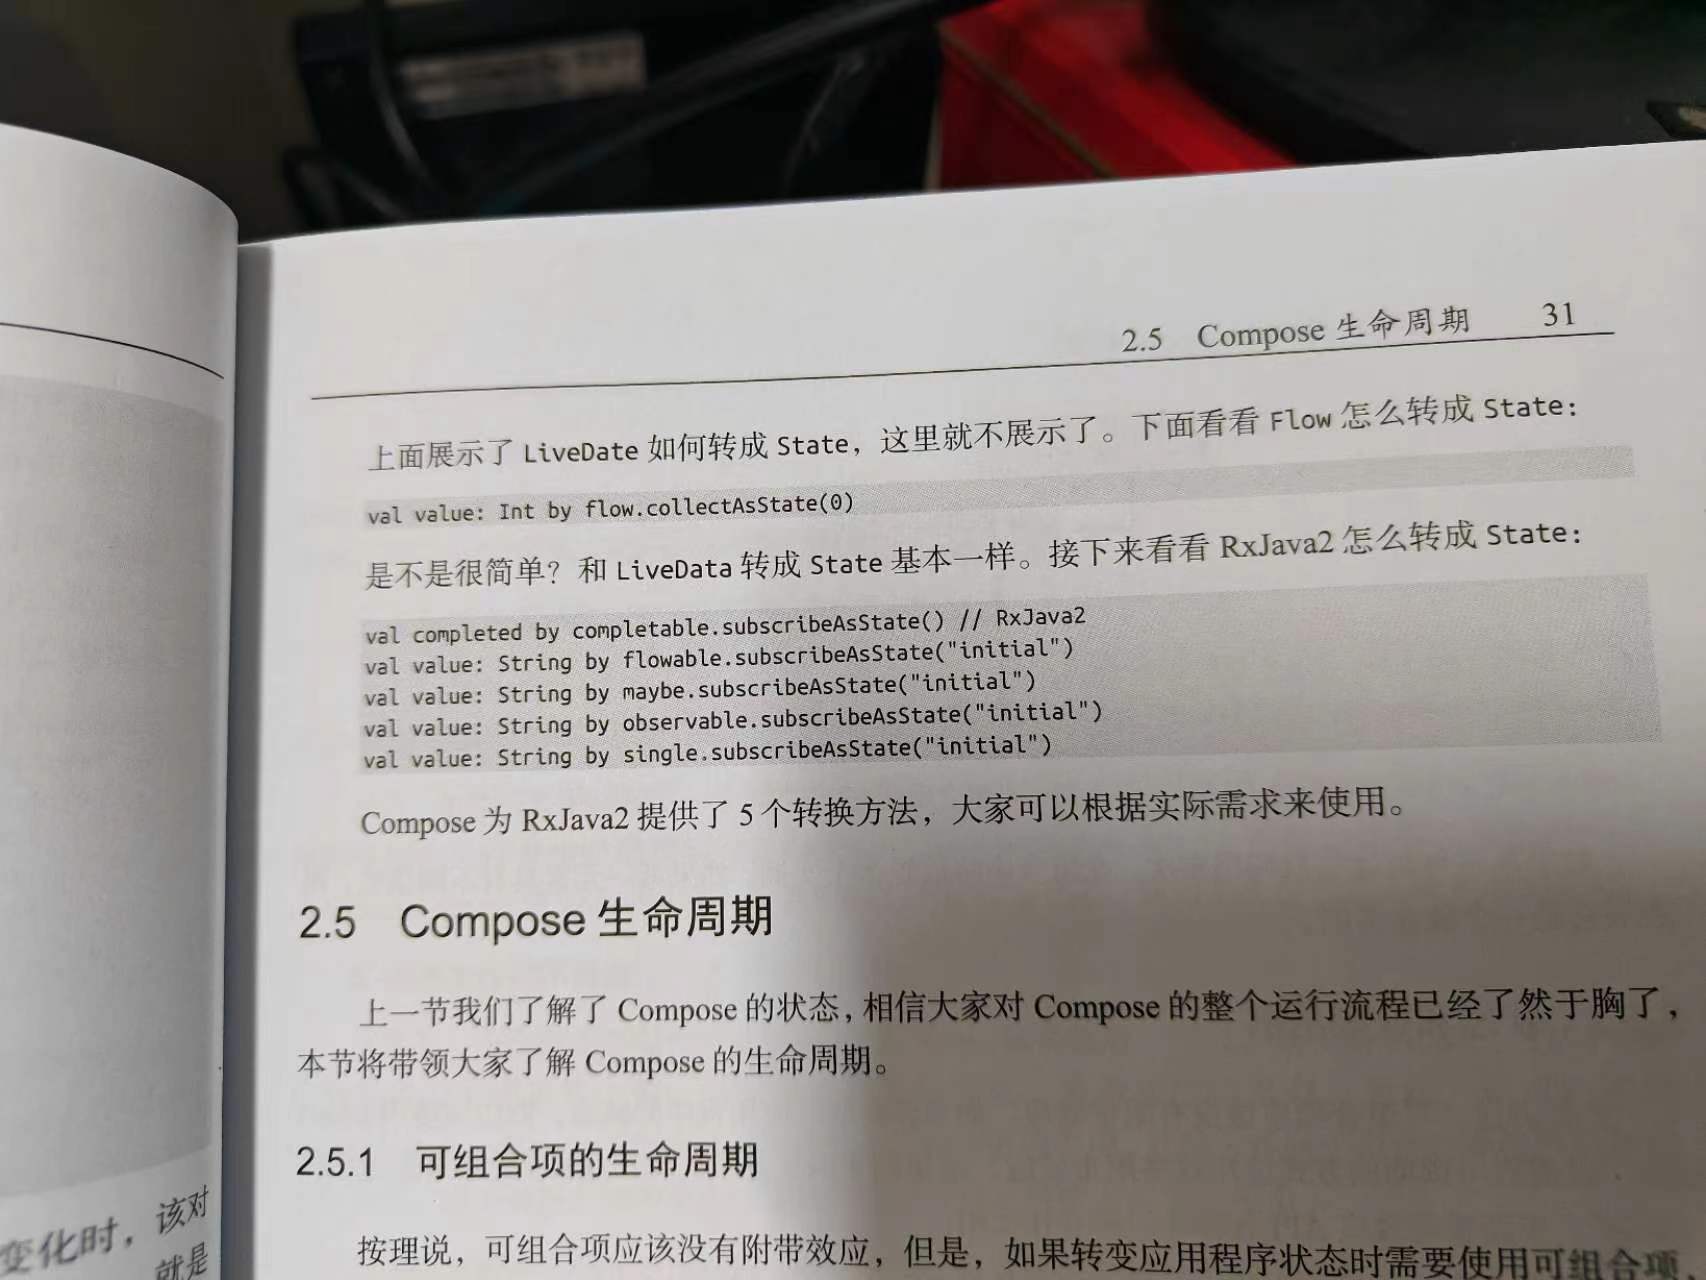 变化时，该对
就是
2.5 Compose 生命周期 31
上面展示了 LiveDate 如何转成 State，这里就不展示了。下面看看 Flow 怎么转成 State：
val value: Int by flow.collectAsState(0)
是不是很简单？和 LiveData 转成 State 基本一样。接下来看看 RxJava2 怎么转成 State：
val completed by completable.subscribeAsState() // RxJava2
val value: String by flowable.subscribeAsState("initial")
val value: String by maybe.subscribeAsState("initial")
val value: String by observable.subscribeAsState("initial")
val value: String by single.subscribeAsState("initial")
Compose 为 RxJava2 提供了 5 个转换方法，大家可以根据实际需求来使用。
2.5 Compose 生命周期
上一节我们了解了 Compose 的状态，相信大家对 Compose 的整个运行流程已经了然于胸了，
本节将带领大家了解 Compose 的生命周期。
2.5.1 可组合项的生命周期
按理说，可组合项应该没有附带效应，但是，如果转变应用程序状态时需要使用可组合项，